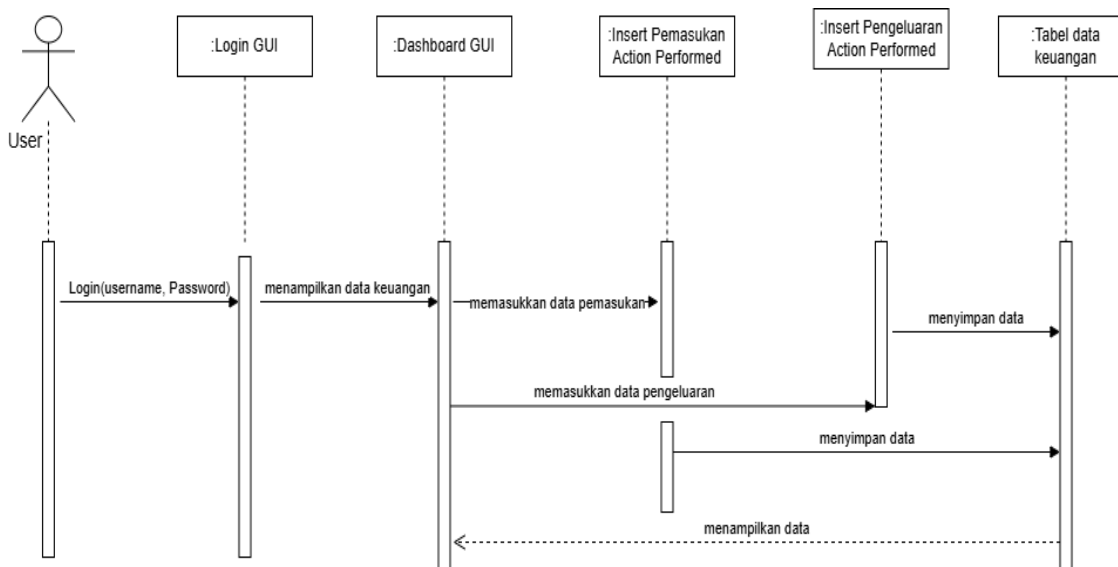 :Login GUI
:Dashboard GUI
:Insert Pemasukan
Action Performed
:Insert Pengeluaran
Action Performed
:Tabel data
keuangan
User
Login(username, Password)
menampilkan data keuangan
memasukkan data pemasukan
menyimpan data
memasukkan data pengeluaran
menyimpan data
menampilkan data